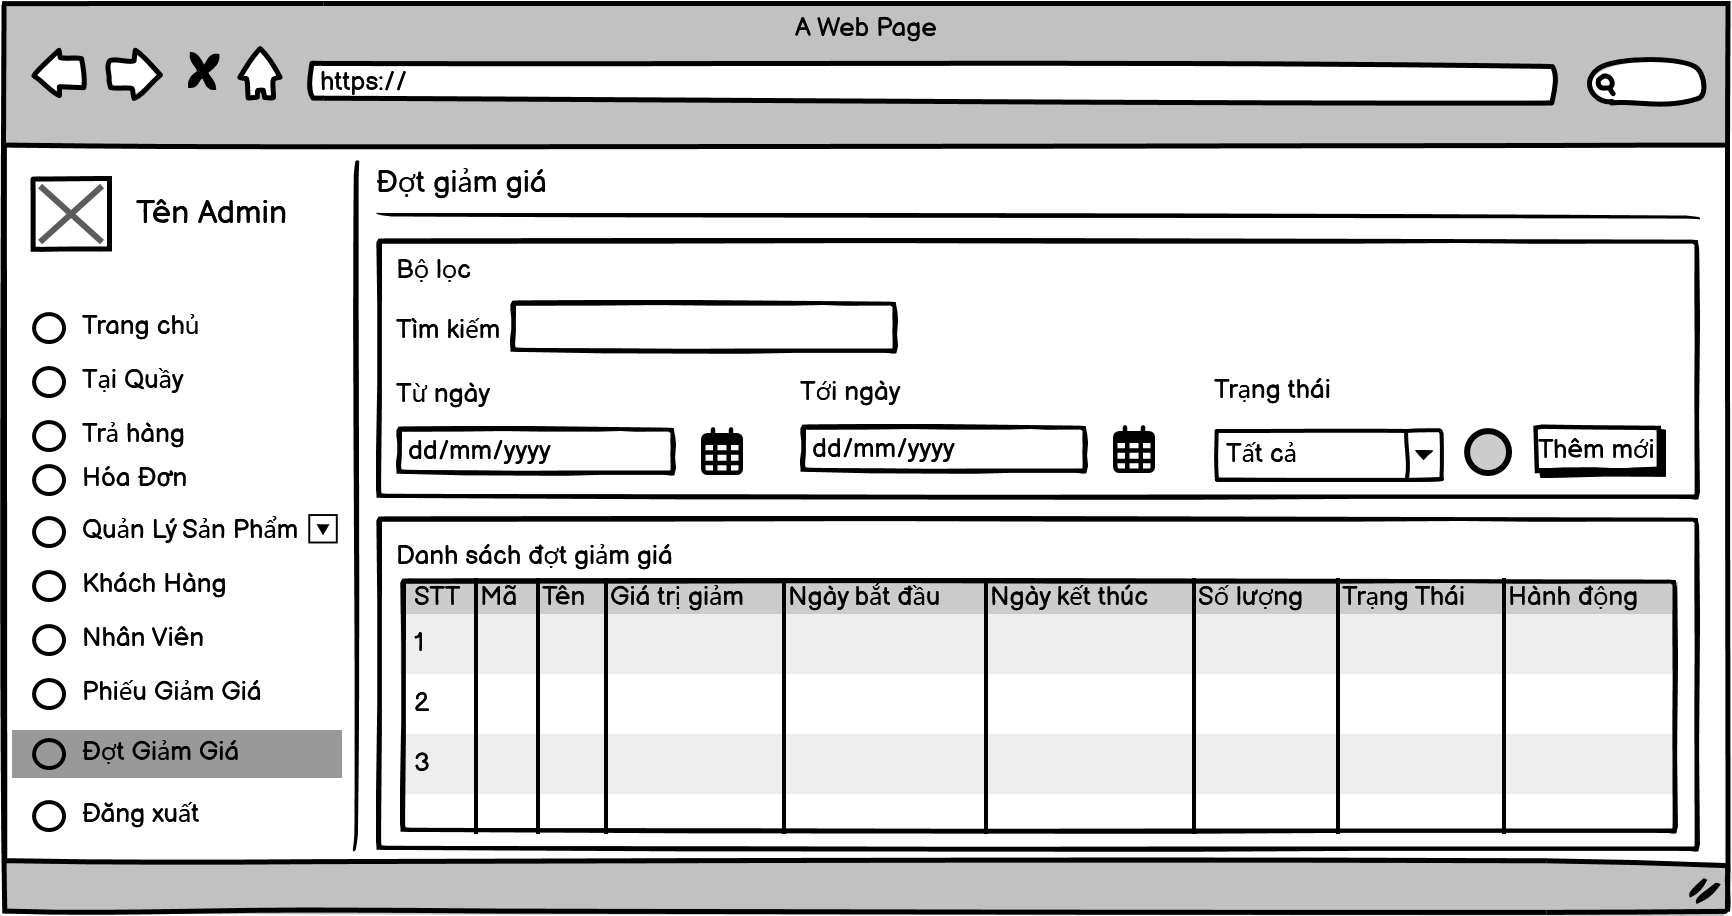 A Web Page
https://
Tên Admin
Trang chủ
Tại Quầy
Trả hàng
Hóa Đơn
Quản Lý Sản Phẩm
Khách Hàng
Nhân Viên
Phiếu Giảm Giá
Đợt Giảm Giá
Đăng xuất
Đợt giảm giá
Bộ lọc
Tìm kiếm
Từ ngày Tới ngày Trạng thái
dd/mm/yyyy dd/mm/yyyy Tất cả Thêm mới
Danh sách đợt giảm giá
STT Mã Tên Giá trị giảm Ngày bắt đầu Ngày kết thúc Số lượng Trạng Thái Hành động
1
2
3